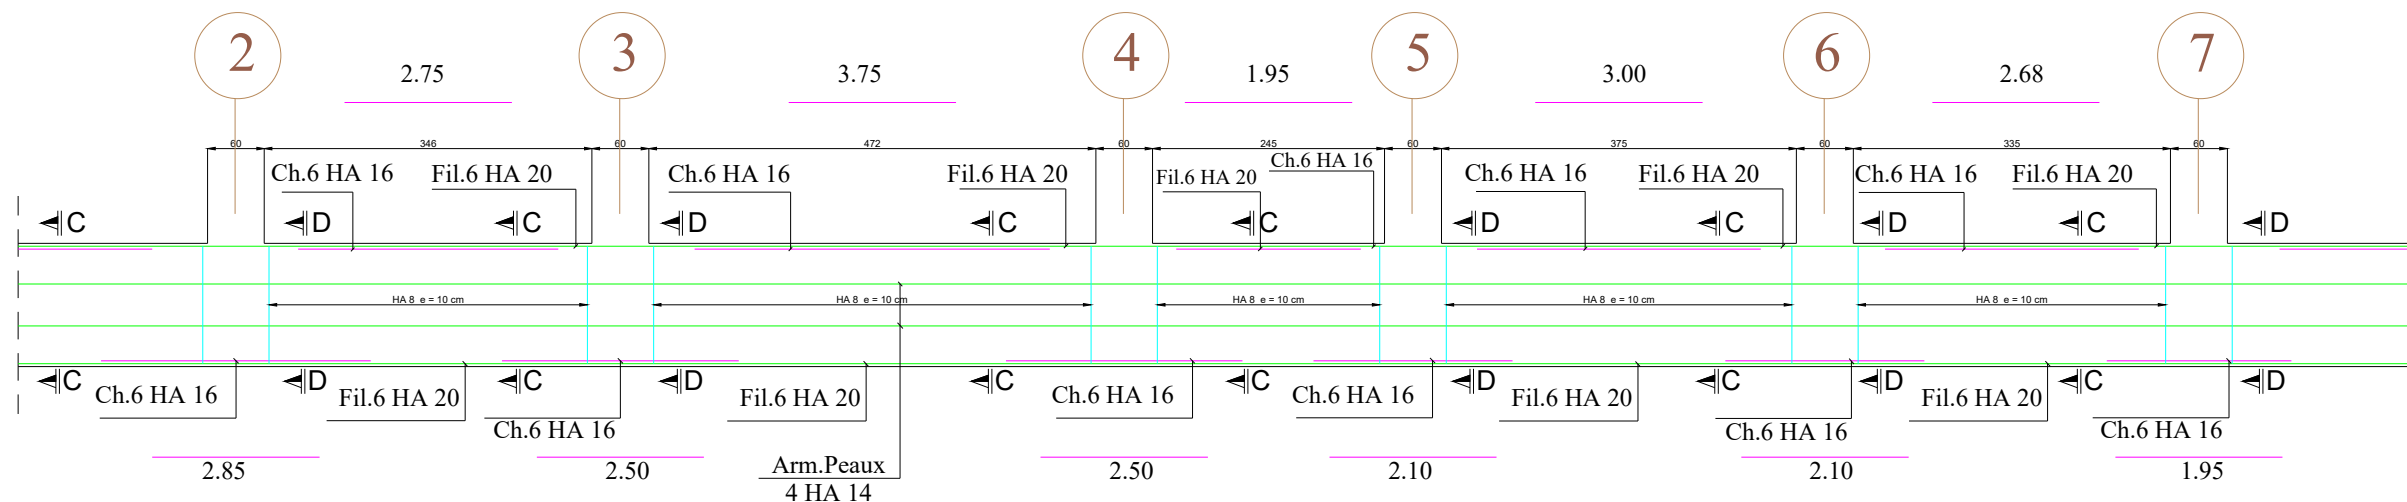 2 3 4 5 6 7
2.75 3.75 1.95 3.00 2.68
60 346 60 472 60 245 60 375 60 335 60
Ch.6 HA 16 Fil.6 HA 20 Ch.6 HA 16 Fil.6 HA 20 Fil.6 HA 20 Ch.6 HA 16 Ch.6 HA 16 Fil.6 HA 20 Ch.6 HA 16 Fil.6 HA 20
C D C D C C D C D C D
HA 8 e = 10 cm HA 8 e = 10 cm HA 8 e = 10 cm HA 8 e = 10 cm HA 8 e = 10 cm
C D C D C C D C D C D
Ch.6 HA 16 Fil.6 HA 20 Fil.6 HA 20 Ch.6 HA 16 Ch.6 HA 16 Fil.6 HA 20 Fil.6 HA 20
Ch.6 HA 16 Ch.6 HA 16 Ch.6 HA 16
2.85 2.50 Arm.Peaux 2.50 2.10 2.10 1.95
4 HA 14